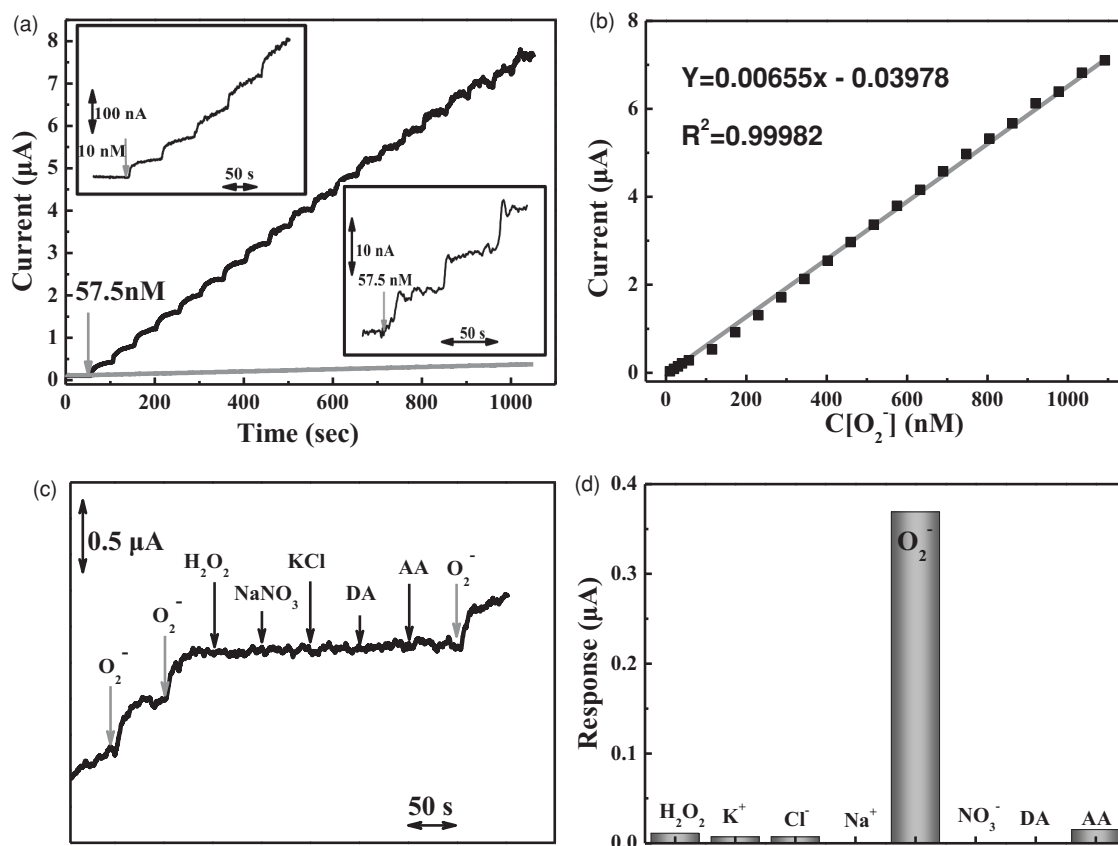 (a)
8
7
6
5
4
3
2
1
0
Current (µA)
100 nA
10 nM
50 s
10 nA
57.5 nM
50 s
57.5nM
0 200 400 600 800 1000
Time (sec)
(b)
8
6
4
2
0
Current (µA)
Y=0.00655x - 0.03978
R²=0.99982
0 200 400 600 800 1000
C[O₂⁻] (nM)
(c)
0.5 µA
O₂⁻
O₂⁻
H₂O₂
NaNO₃
KCl
DA
AA
O₂⁻
50 s
(d)
0.4
0.3
0.2
0.1
0.0
Response (µA)
H₂O₂ K⁺ Cl⁻ Na⁺ O₂⁻ NO₃⁻ DA AA